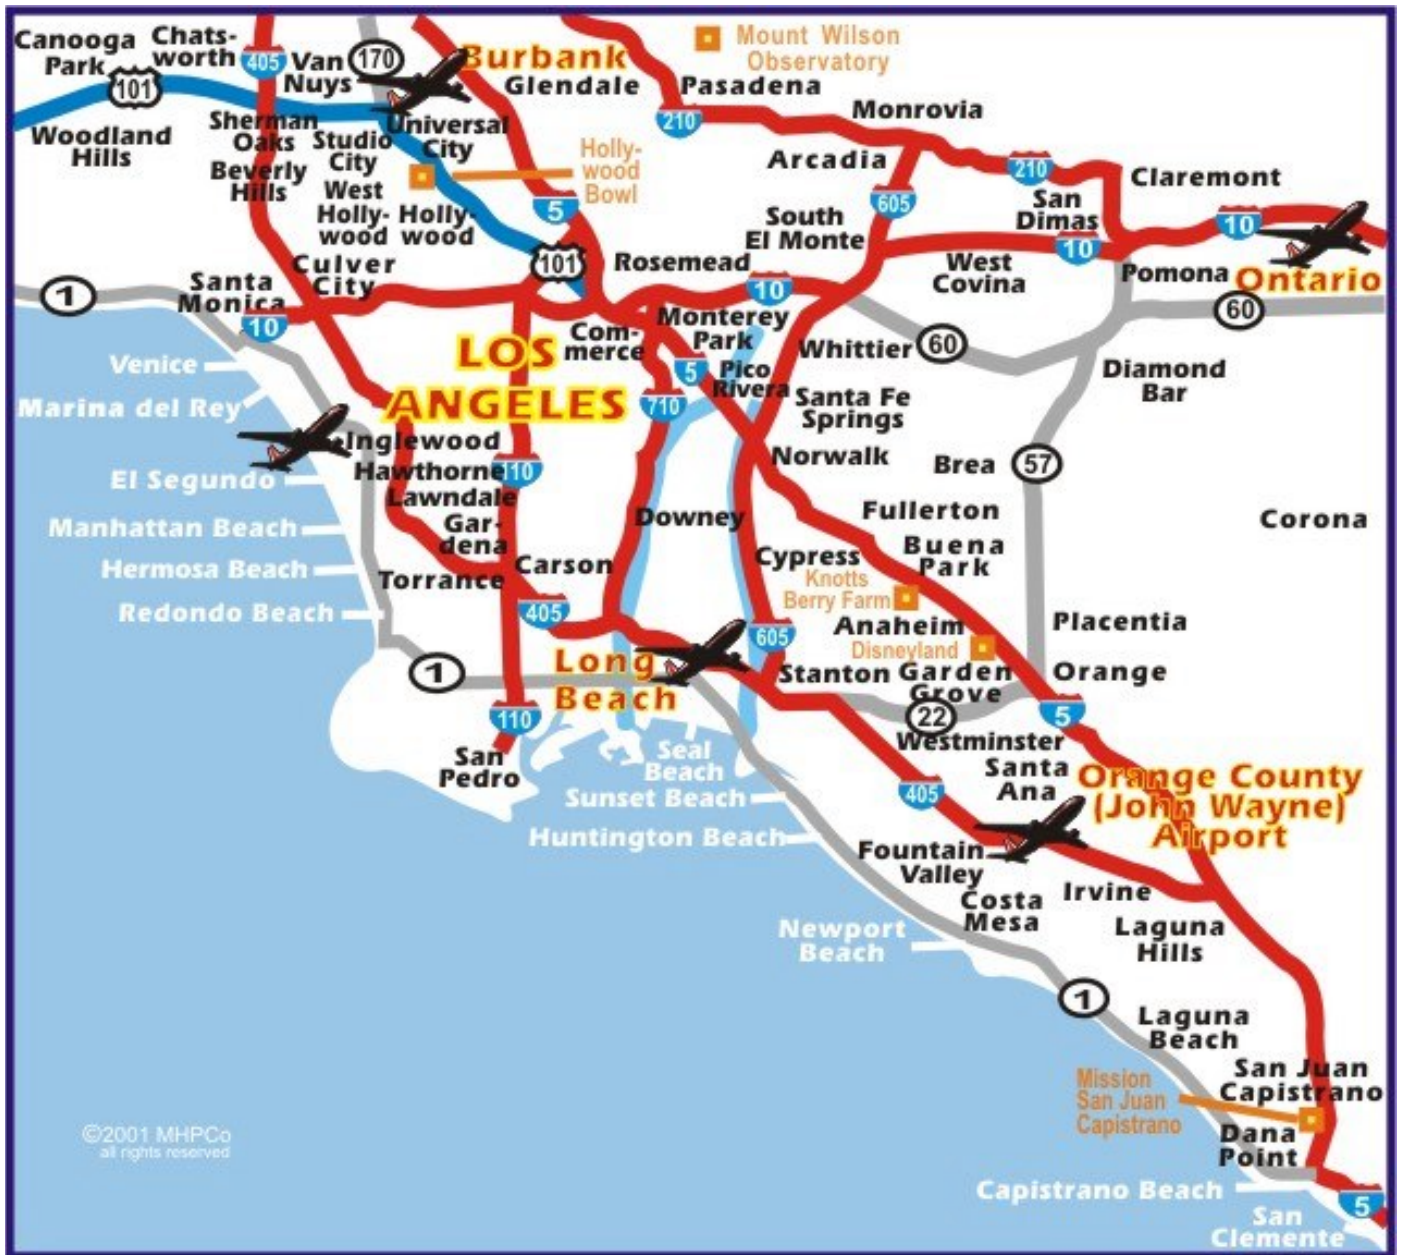 Canooga
Park
Chats-
worth
405
Van
Nuys
170
Burbank
Glendale
Mount Wilson
Observatory
Pasadena
101
210
Monrovia
Woodland
Hills
Sherman
Oaks
Studio
City
Universal
City
Holly-
wood
Bowl
Arcadia
210
Claremont
Beverly
Hills
West
Holly-
wood
Holly-
wood
5
605
San
Dimas
South
El Monte
10
10
101
Rosemead
West
Covina
Pomona
Ontario
Culver
City
1
Santa
Monica
10
10
60
Com-
merce
Monterey
Park
Whittier
60
LOS
ANGELES
Venice
5
Pico
Rivera
Diamond
Bar
Marina del Rey
710
Santa Fe
Springs
Inglewood
Hawthorne
110
Norwalk
Brea
57
El Segundo
Lawndale
Manhattan Beach
Gar-
dena
Downey
Fullerton
Corona
Hermosa Beach
Torrance
Carson
Cypress
Buena
Park
Knotts
Berry Farm
Redondo Beach
405
605
Anaheim
Disneyland
Placentia
1
Long
Beach
Stanton
Garden
Grove
Orange
110
22
5
San
Pedro
Seal
Beach
Westminster
Santa
Ana
Orange County
(John Wayne)
Airport
Sunset Beach
405
Huntington Beach
Fountain
Valley
Irvine
Costa
Mesa
Newport
Beach
Laguna
Hills
1
Laguna
Beach
San Juan
Capistrano
Mission
San Juan
Capistrano
Dana
Point
©2001 MHPCo
all rights reserved
Capistrano Beach
5
San
Clemente